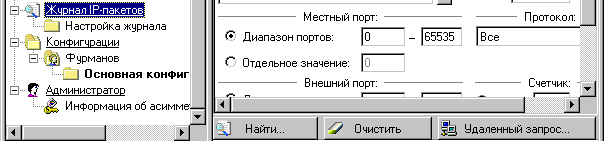 Журнал IP-пакетов
Настройка журнала
Конфигурации
Фурманов
Основная конфиг
Администратор
Информация об асимме
Местный порт:
Протокол:
Диапазон портов: 0 – 65535
Все
Отдельное значение: 0
Внешний порт:
Счетчик:
Найти...
Очистить
Удаленный запрос...